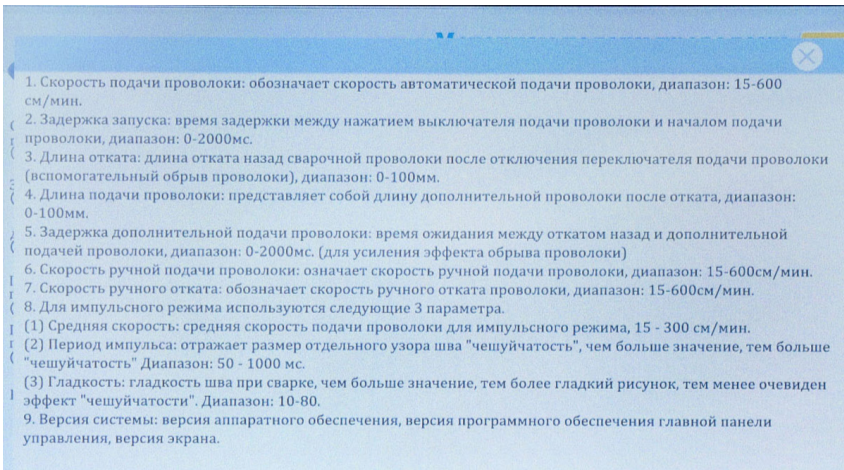 1. Скорость подачи проволоки: обозначает скорость автоматической подачи проволоки, диапазон: 15-600
см/мин.
2. Задержка запуска: время задержки между нажатием выключателя подачи проволоки и началом подачи
проволоки, диапазон: 0-2000мс.
3. Длина отката: длина отката назад сварочной проволоки после отключения переключателя подачи проволоки
(вспомогательный обрыв проволоки), диапазон: 0-100мм.
4. Длина подачи проволоки: представляет собой длину дополнительной проволоки после отката, диапазон:
0-100мм.
5. Задержка дополнительной подачи проволоки: время ожидания между откатом назад и дополнительной
подачей проволоки, диапазон: 0-2000мс. (для усиления эффекта обрыва проволоки)
6. Скорость ручной подачи проволоки: означает скорость ручной подачи проволоки, диапазон: 15-600см/мин.
7. Скорость ручного отката: обозначает скорость ручного отката проволоки, диапазон: 15-600см/мин.
8. Для импульсного режима используются следующие 3 параметра.
(1) Средняя скорость: средняя скорость подачи проволоки для импульсного режима, 15 - 300 см/мин.
(2) Период импульса: отражает размер отдельного узора шва "чешуйчатость", чем больше значение, тем больше
"чешуйчатость" Диапазон: 50 - 1000 мс.
(3) Гладкость: гладкость шва при сварке, чем больше значение, тем более гладкий рисунок, тем менее очевиден
эффект "чешуйчатости". Диапазон: 10-80.
9. Версия системы: версия аппаратного обеспечения, версия программного обеспечения главной панели
управления, версия экрана.